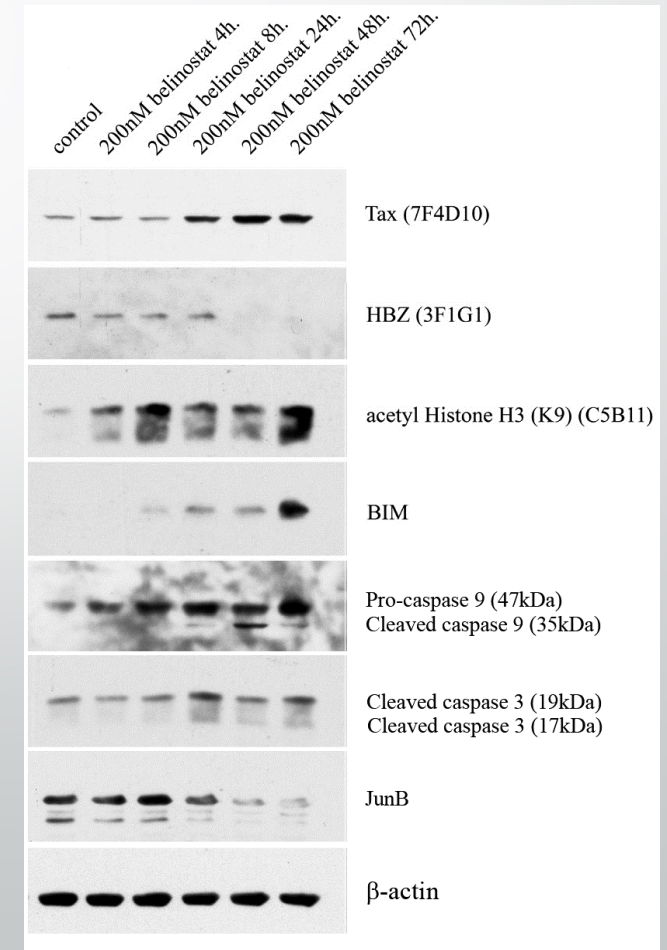 control
200nM belinostat 4h.
200nM belinostat 8h.
200nM belinostat 24h.
200nM belinostat 48h.
200nM belinostat 72h.
Tax (7F4D10)
HBZ (3F1G1)
acetyl Histone H3 (K9) (C5B11)
BIM
Pro-caspase 9 (47kDa)
Cleaved caspase 9 (35kDa)
Cleaved caspase 3 (19kDa)
Cleaved caspase 3 (17kDa)
JunB
β-actin